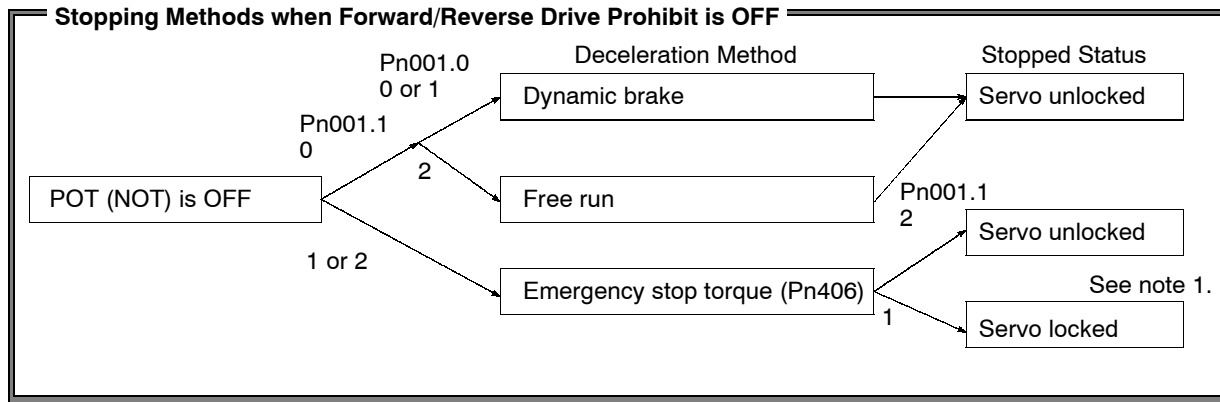 Stopping Methods when Forward/Reverse Drive Prohibit is OFF
Deceleration Method
Stopped Status
Pn001.0
0 or 1
Dynamic brake
Servo unlocked
Pn001.1
0
2
POT (NOT) is OFF
Free run
Pn001.1
2
Servo unlocked
1 or 2
Emergency stop torque (Pn406)
See note 1.
1
Servo locked